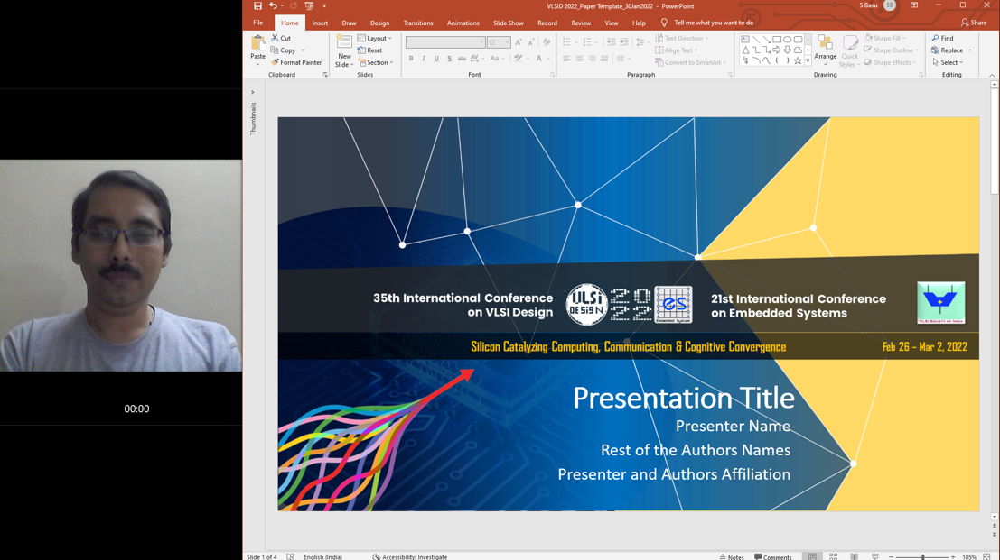 VLSID 2022_Paper Template_30Jan2022 - PowerPoint
S Basu
SB
File
Home
Insert
Draw
Design
Transitions
Animations
Slide Show
Record
Review
View
Help
Tell me what you want to do
Share
Paste
Cut
Copy
Format Painter
Clipboard
New
Slide
Layout
Reset
Section
Slides
12
B I U S abc AV Aa A
Font
Text Direction
Align Text
Convert to SmartArt
Paragraph
Arrange
Quick
Styles
Shape Fill
Shape Outline
Shape Effects
Drawing
Find
Replace
Select
Editing
Thumbnails
35th International Conference
on VLSI Design
VLSI
DESIGN
20
22
es
Embedded Systems
21st International Conference
on Embedded Systems
VLSI SOCIETY OF INDIA
Silicon Catalyzing Computing, Communication & Cognitive Convergence
Feb 26 – Mar 2, 2022
Presentation Title
Presenter Name
Rest of the Authors Names
Presenter and Authors Affiliation
00:00
Slide 1 of 4
English (India)
Accessibility: Investigate
Notes
Comments
105%